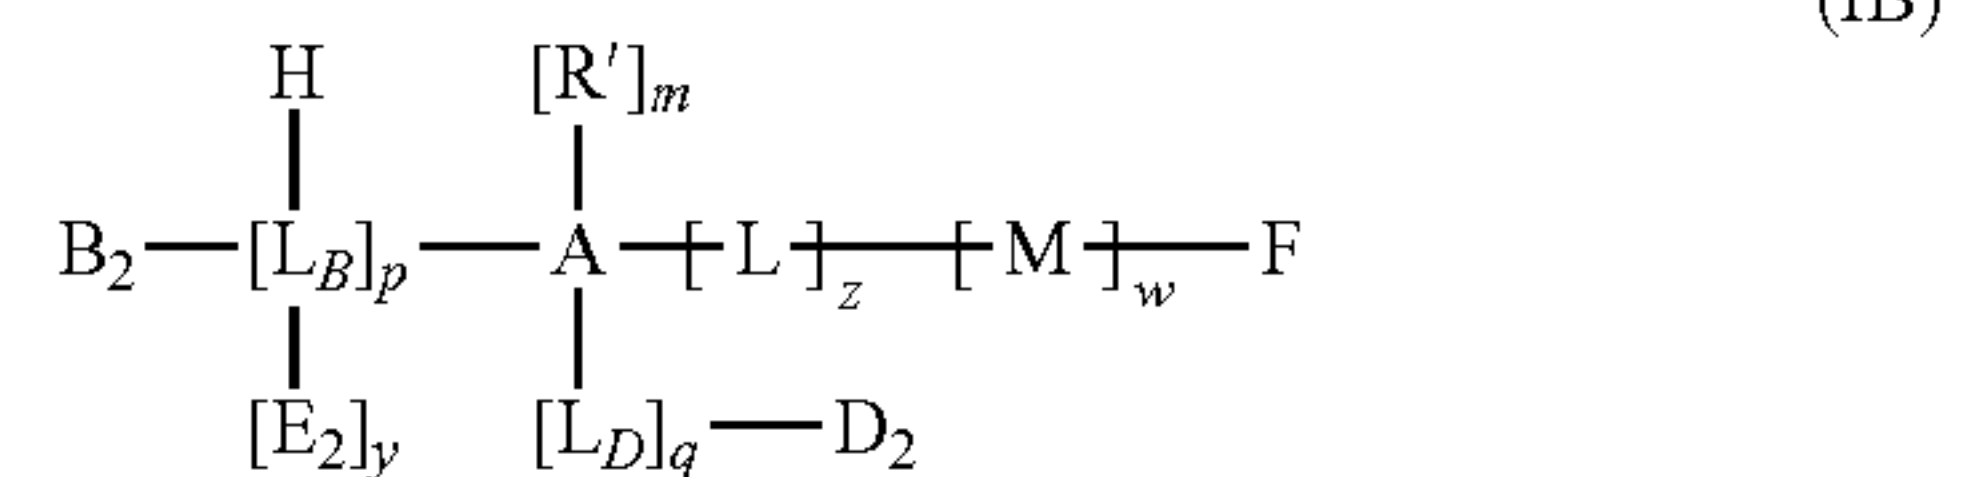 (IB)
H [R′]m
B2—[LB]p—A—[L]z—[M]w—F
[E2]y [LD]q—D2